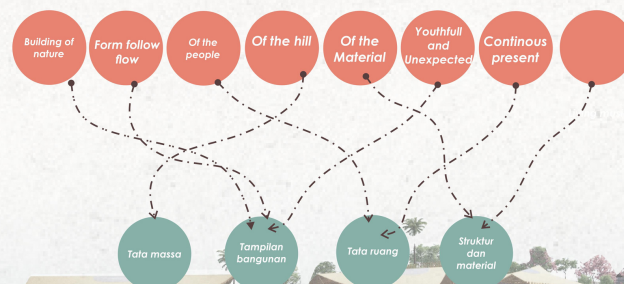 Building of
nature
Form follow
flow
Of the
people
Of the hill
Of the
Material
Youthfull
and
Unexpected
Continous
present
Tata massa
Tampilan
bangunan
Tata ruang
Struktur
dan
material